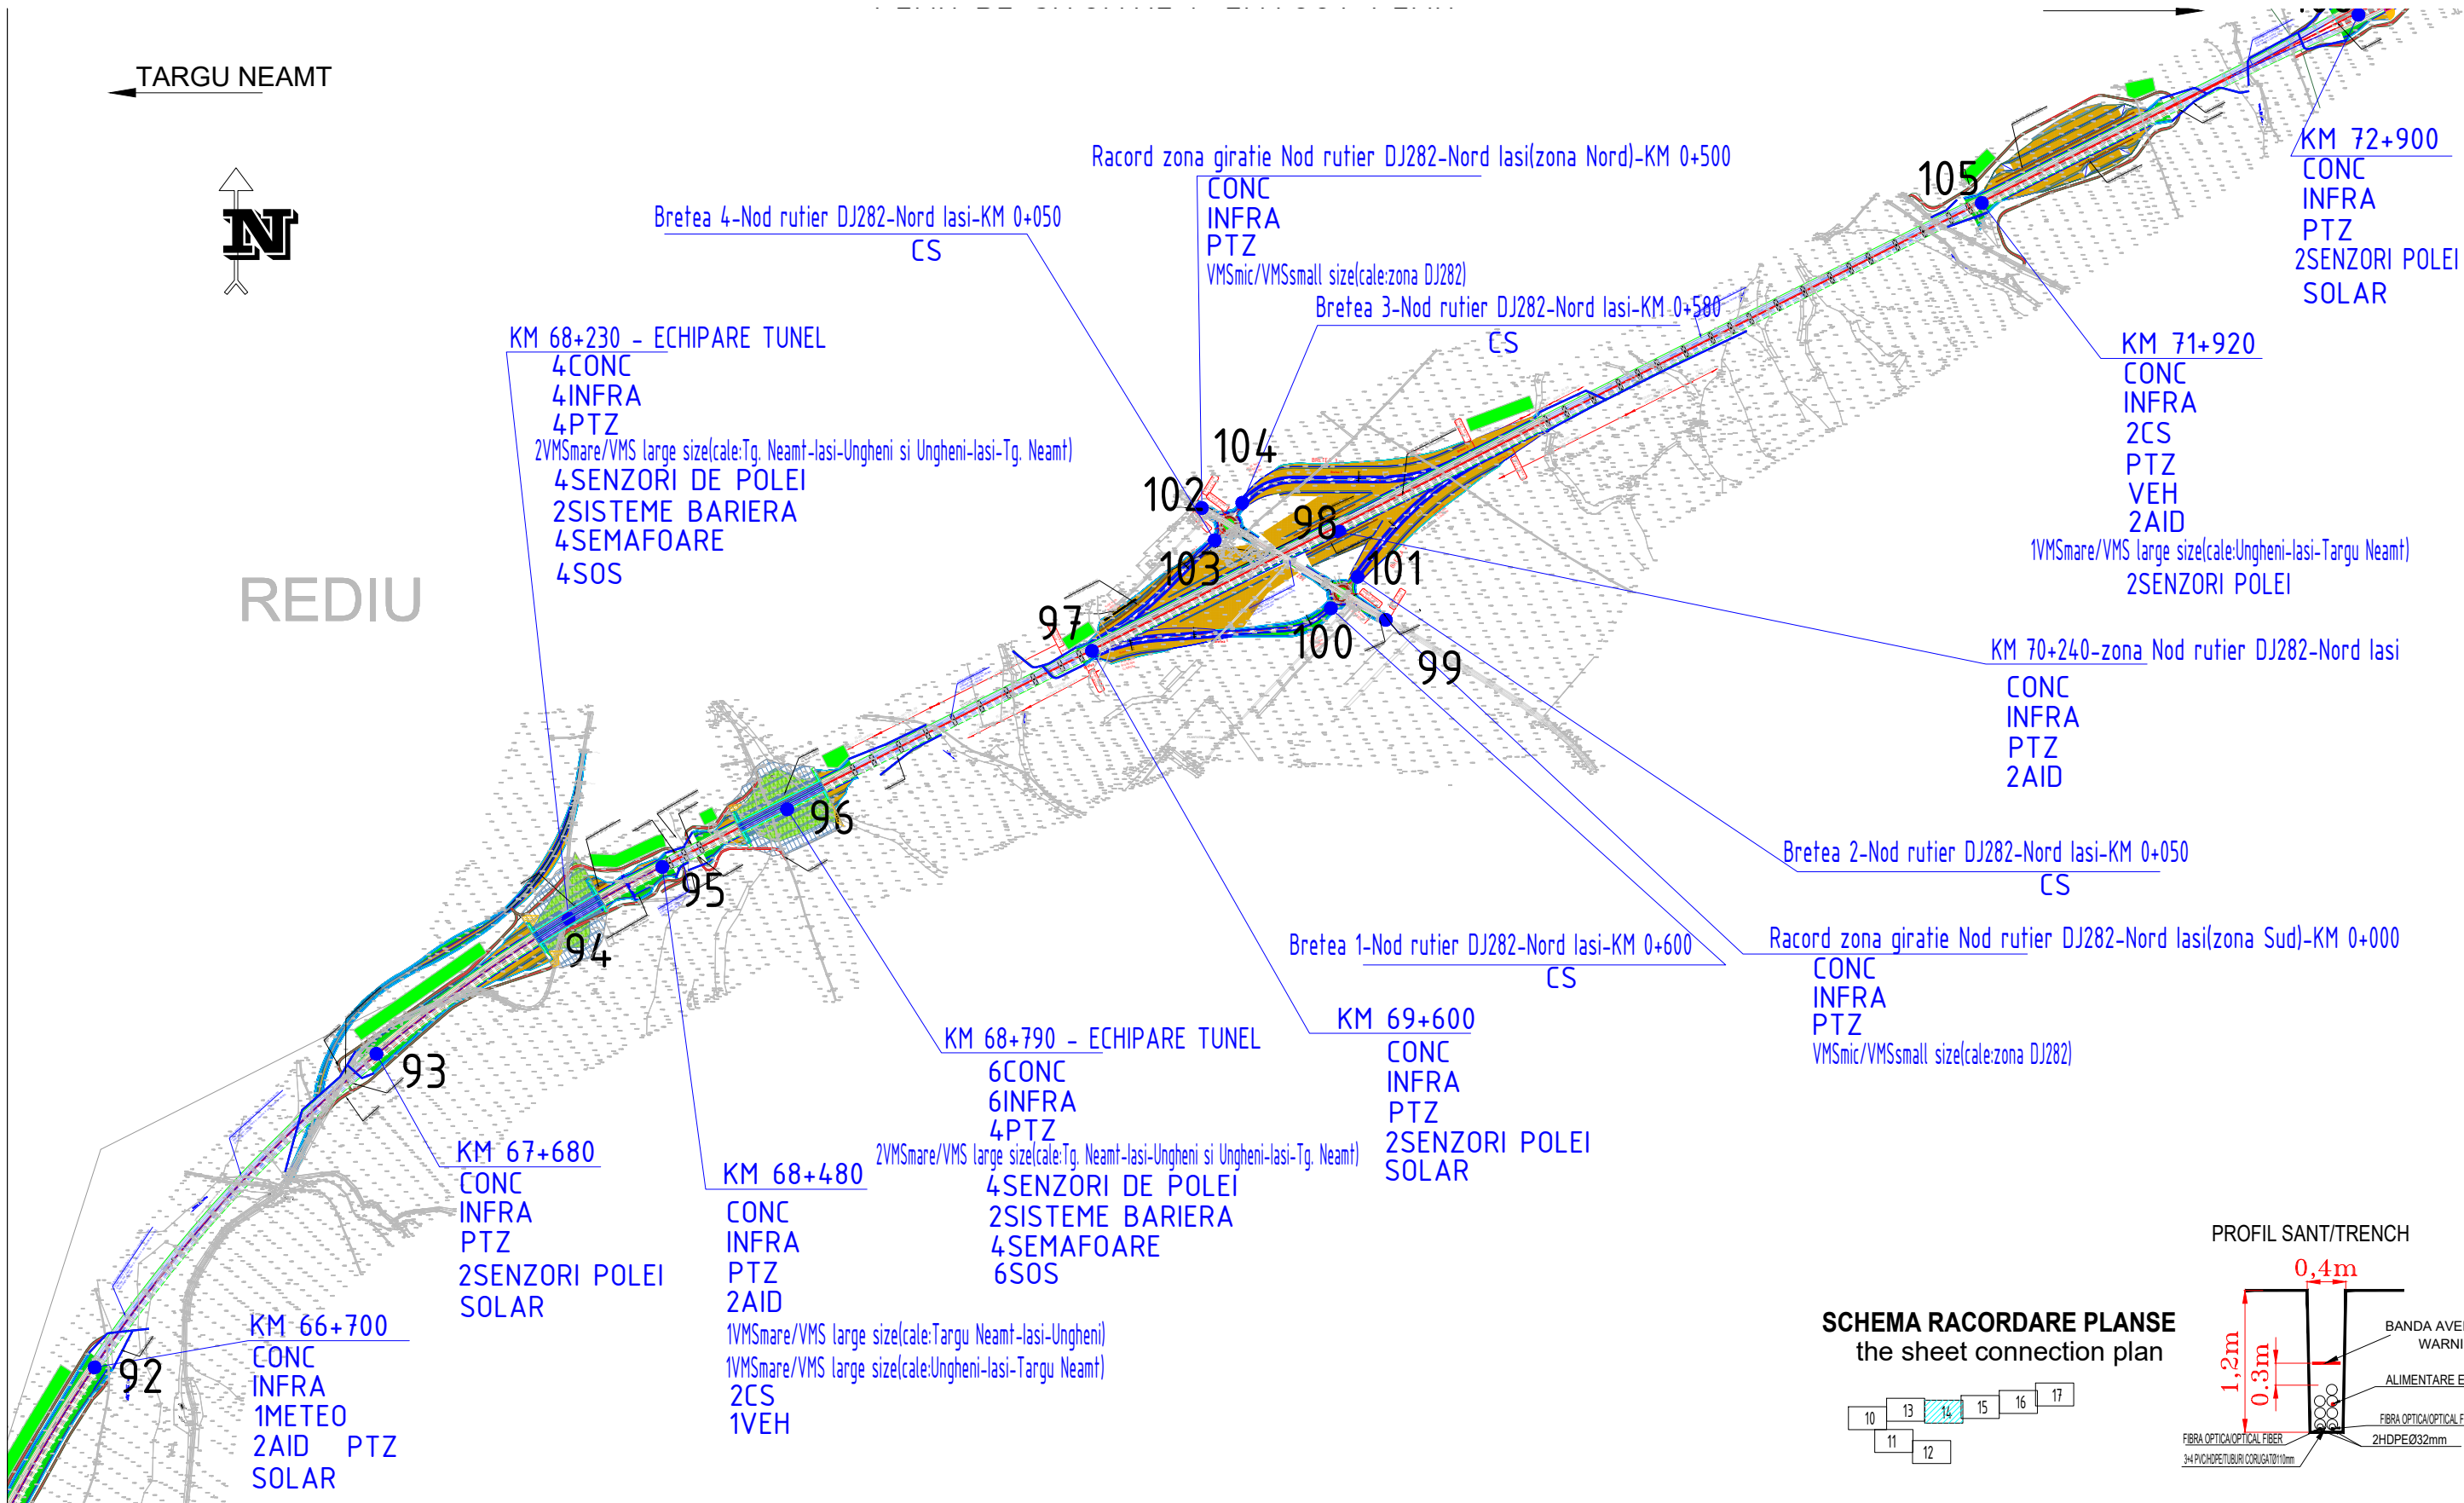 TARGU NEAMT
N
REDIU
Bretea 4-Nod rutier DJ282-Nord Iasi-KM 0+050
CS
Racord zona giratie Nod rutier DJ282-Nord Iasi(zona Nord)-KM 0+500
CONC
INFRA
PTZ
VMSmic/VMSsmall size(cale:zona DJ282)
Bretea 3-Nod rutier DJ282-Nord Iasi-KM 0+580
CS
KM 72+900
CONC
INFRA
PTZ
2SENZORI POLEI
SOLAR
KM 68+230 - ECHIPARE TUNEL
4CONC
4INFRA
4PTZ
2VMSmare/VMS large size(cale:Tg. Neamt-Iasi-Ungheni si Ungheni-Iasi-Tg. Neamt)
4SENZORI DE POLEI
2SISTEME BARIERA
4SEMAFOARE
4SOS
KM 71+920
CONC
INFRA
2CS
PTZ
VEH
2AID
1VMSmare/VMS large size(cale:Ungheni-Iasi-Targu Neamt)
2SENZORI POLEI
105
104
102
98
103
101
97
100
99
96
95
94
93
92
KM 70+240-zona Nod rutier DJ282-Nord Iasi
CONC
INFRA
PTZ
2AID
Bretea 2-Nod rutier DJ282-Nord Iasi-KM 0+050
CS
Racord zona giratie Nod rutier DJ282-Nord Iasi(zona Sud)-KM 0+000
CONC
INFRA
PTZ
VMSmic/VMSsmall size(cale:zona DJ282)
Bretea 1-Nod rutier DJ282-Nord Iasi-KM 0+600
CS
KM 69+600
CONC
INFRA
PTZ
2SENZORI POLEI
SOLAR
KM 68+790 - ECHIPARE TUNEL
6CONC
6INFRA
4PTZ
2VMSmare/VMS large size(cale:Tg. Neamt-Iasi-Ungheni si Ungheni-Iasi-Tg. Neamt)
4SENZORI DE POLEI
2SISTEME BARIERA
4SEMAFOARE
6SOS
KM 68+480
CONC
INFRA
PTZ
2AID
1VMSmare/VMS large size(cale:Targu Neamt-Iasi-Ungheni)
1VMSmare/VMS large size(cale:Ungheni-Iasi-Targu Neamt)
2CS
1VEH
KM 67+680
CONC
INFRA
PTZ
2SENZORI POLEI
SOLAR
KM 66+700
CONC
INFRA
1METEO
2AID PTZ
SOLAR
SCHEMA RACORDARE PLANSE
the sheet connection plan
10 13 14 15 16 17
11 12
PROFIL SANT/TRENCH
0,4m
1,2m
0.3m
BANDA AVE
WARNI
ALIMENTARE E
FIBRA OPTICA/OPTICAL F
FIBRA OPTICA/OPTICAL FIBER
2HDPEØ32mm
3+4 PVC/HDPE/TUBURI CORUGATØ110mm